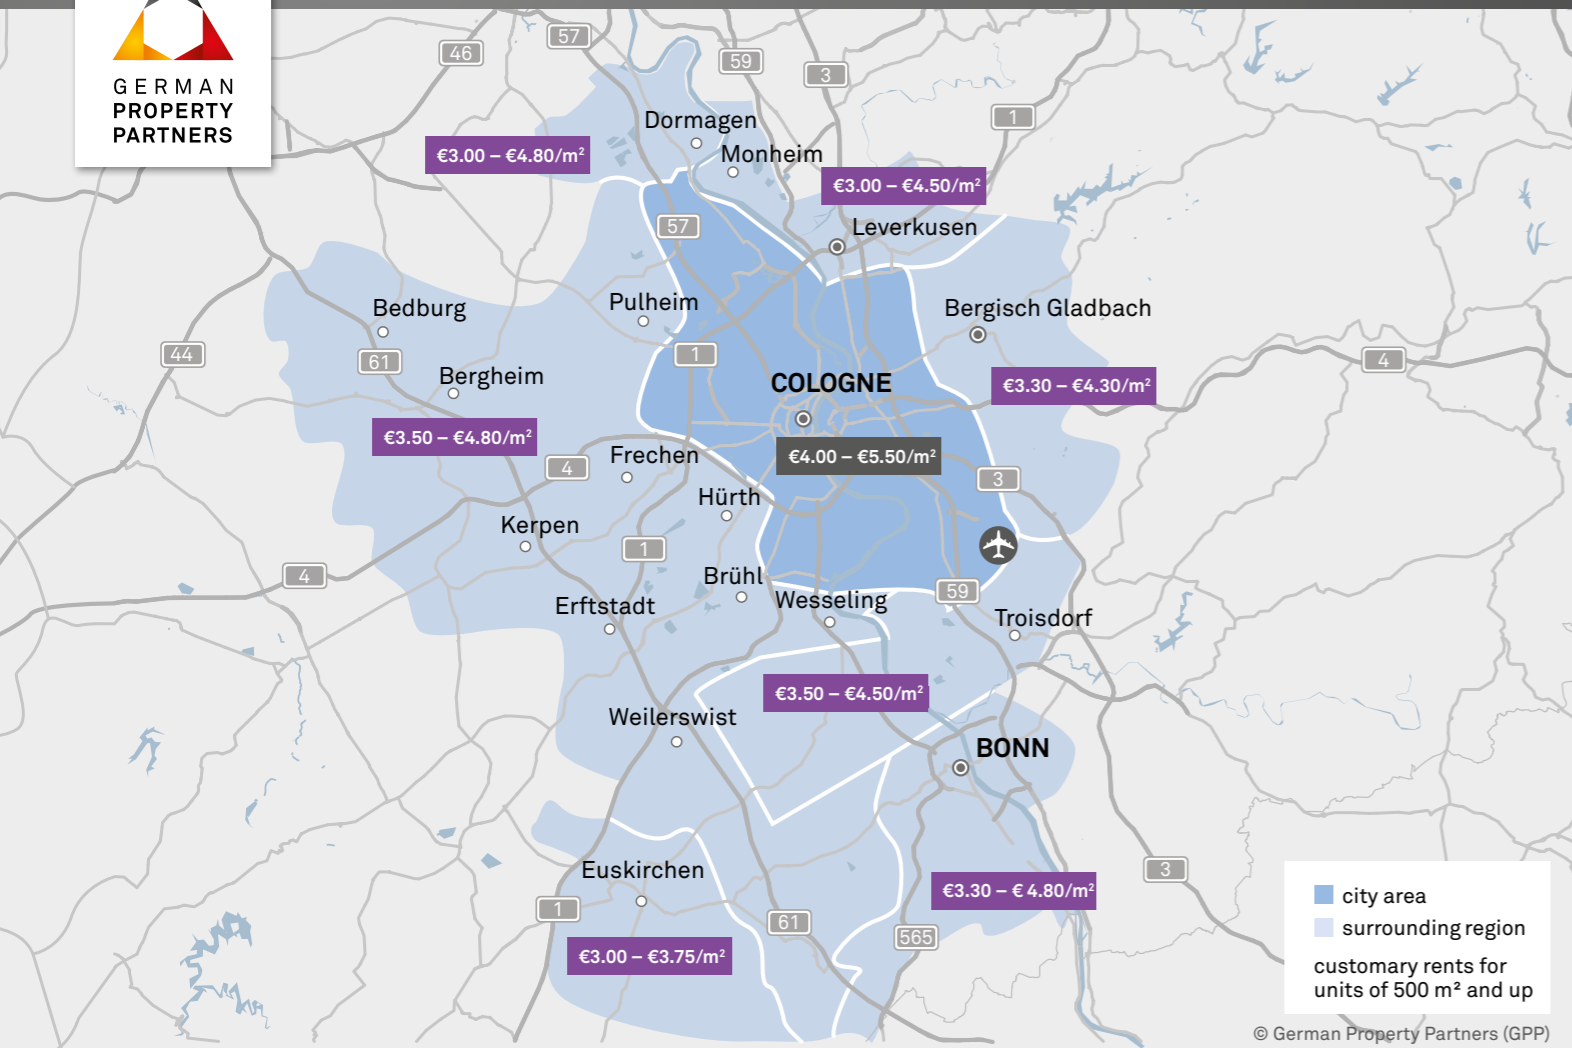 GERMAN
PROPERTY
PARTNERS
46
57
59
3
1
Dormagen
Monheim
€3.00 – €4.80/m²
€3.00 – €4.50/m²
57
Leverkusen
Bedburg
Pulheim
Bergisch Gladbach
44
61
1
4
Bergheim
COLOGNE
€3.30 – €4.30/m²
€3.50 – €4.80/m²
Frechen
€4.00 – €5.50/m²
4
3
Hürth
Kerpen
1
4
Brühl
59
Erftstadt
Wesseling
Troisdorf
€3.50 – €4.50/m²
Weilerswist
BONN
Euskirchen
3
€3.30 – € 4.80/m²
1
61
565
€3.00 – €3.75/m²
city area
surrounding region
customary rents for
units of 500 m² and up
© German Property Partners (GPP)